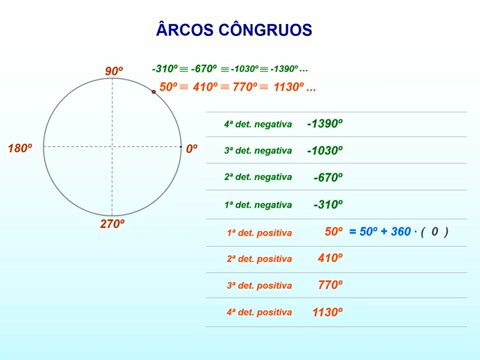 ÂRCOS CÔNGRUOS
-310º ≡ -670º ≡ -1030º ≡ -1390º ...
90º
50º ≡ 410º ≡ 770º ≡ 1130º ...
4ª det. negativa -1390º
3ª det. negativa -1030º
180º
0º
2ª det. negativa -670º
1ª det. negativa -310º
270º
1ª det. positiva 50º = 50º + 360 · ( 0 )
2ª det. positiva 410º
3ª det. positiva 770º
4ª det. positiva 1130º